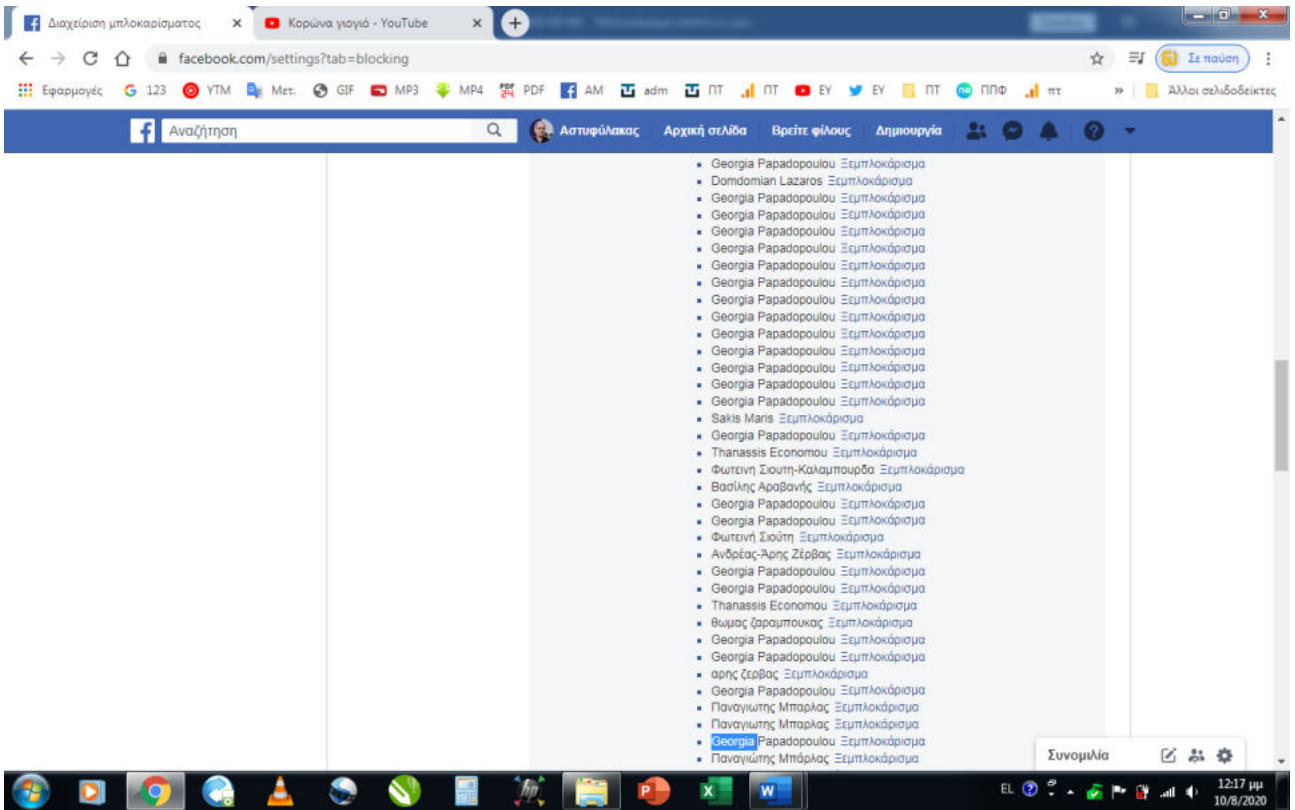 Διαχείριση μπλοκαρίσματος
Κορώνα γιογιό - YouTube
facebook.com/settings?tab=blocking
Σε παύση
Εφαρμογές G 123 YTM Μετ. GIF MP3 MP4 PDF AM adm ΠΤ ΠΤ ΕΥ ΕΥ ΠΤ ΠΠΦ πτ » Άλλοι σελιδοδείκτες
Αναζήτηση Αστυφύλακας Αρχική σελίδα Βρείτε φίλους Δημιουργία
Georgia Papadopoulou Ξεμπλοκάρισμα
Domdomian Lazaros Ξεμπλοκάρισμα
Georgia Papadopoulou Ξεμπλοκάρισμα
Georgia Papadopoulou Ξεμπλοκάρισμα
Georgia Papadopoulou Ξεμπλοκάρισμα
Georgia Papadopoulou Ξεμπλοκάρισμα
Georgia Papadopoulou Ξεμπλοκάρισμα
Georgia Papadopoulou Ξεμπλοκάρισμα
Georgia Papadopoulou Ξεμπλοκάρισμα
Georgia Papadopoulou Ξεμπλοκάρισμα
Georgia Papadopoulou Ξεμπλοκάρισμα
Georgia Papadopoulou Ξεμπλοκάρισμα
Georgia Papadopoulou Ξεμπλοκάρισμα
Georgia Papadopoulou Ξεμπλοκάρισμα
Georgia Papadopoulou Ξεμπλοκάρισμα
Sakis Maris Ξεμπλοκάρισμα
Georgia Papadopoulou Ξεμπλοκάρισμα
Thanassis Economou Ξεμπλοκάρισμα
Φωτεινη Σιουτη-Καλαμπουρδα Ξεμπλοκάρισμα
Βασίλης Αραβανής Ξεμπλοκάρισμα
Georgia Papadopoulou Ξεμπλοκάρισμα
Georgia Papadopoulou Ξεμπλοκάρισμα
Φωτεινή Σιούτη Ξεμπλοκάρισμα
Ανδρέας-Άρης Ζέρβας Ξεμπλοκάρισμα
Georgia Papadopoulou Ξεμπλοκάρισμα
Georgia Papadopoulou Ξεμπλοκάρισμα
Thanassis Economou Ξεμπλοκάρισμα
θωμας ζαραμπουκας Ξεμπλοκάρισμα
Georgia Papadopoulou Ξεμπλοκάρισμα
Georgia Papadopoulou Ξεμπλοκάρισμα
αρης ζερβας Ξεμπλοκάρισμα
Georgia Papadopoulou Ξεμπλοκάρισμα
Παναγιωτης Μπαρλας Ξεμπλοκάρισμα
Παναγιωτης Μπαρλας Ξεμπλοκάρισμα
Georgia Papadopoulou Ξεμπλοκάρισμα
Παναγιώτης Μπάρλας Ξεμπλοκάρισμα
Συνομιλία
EL
12:17 μμ
10/8/2020